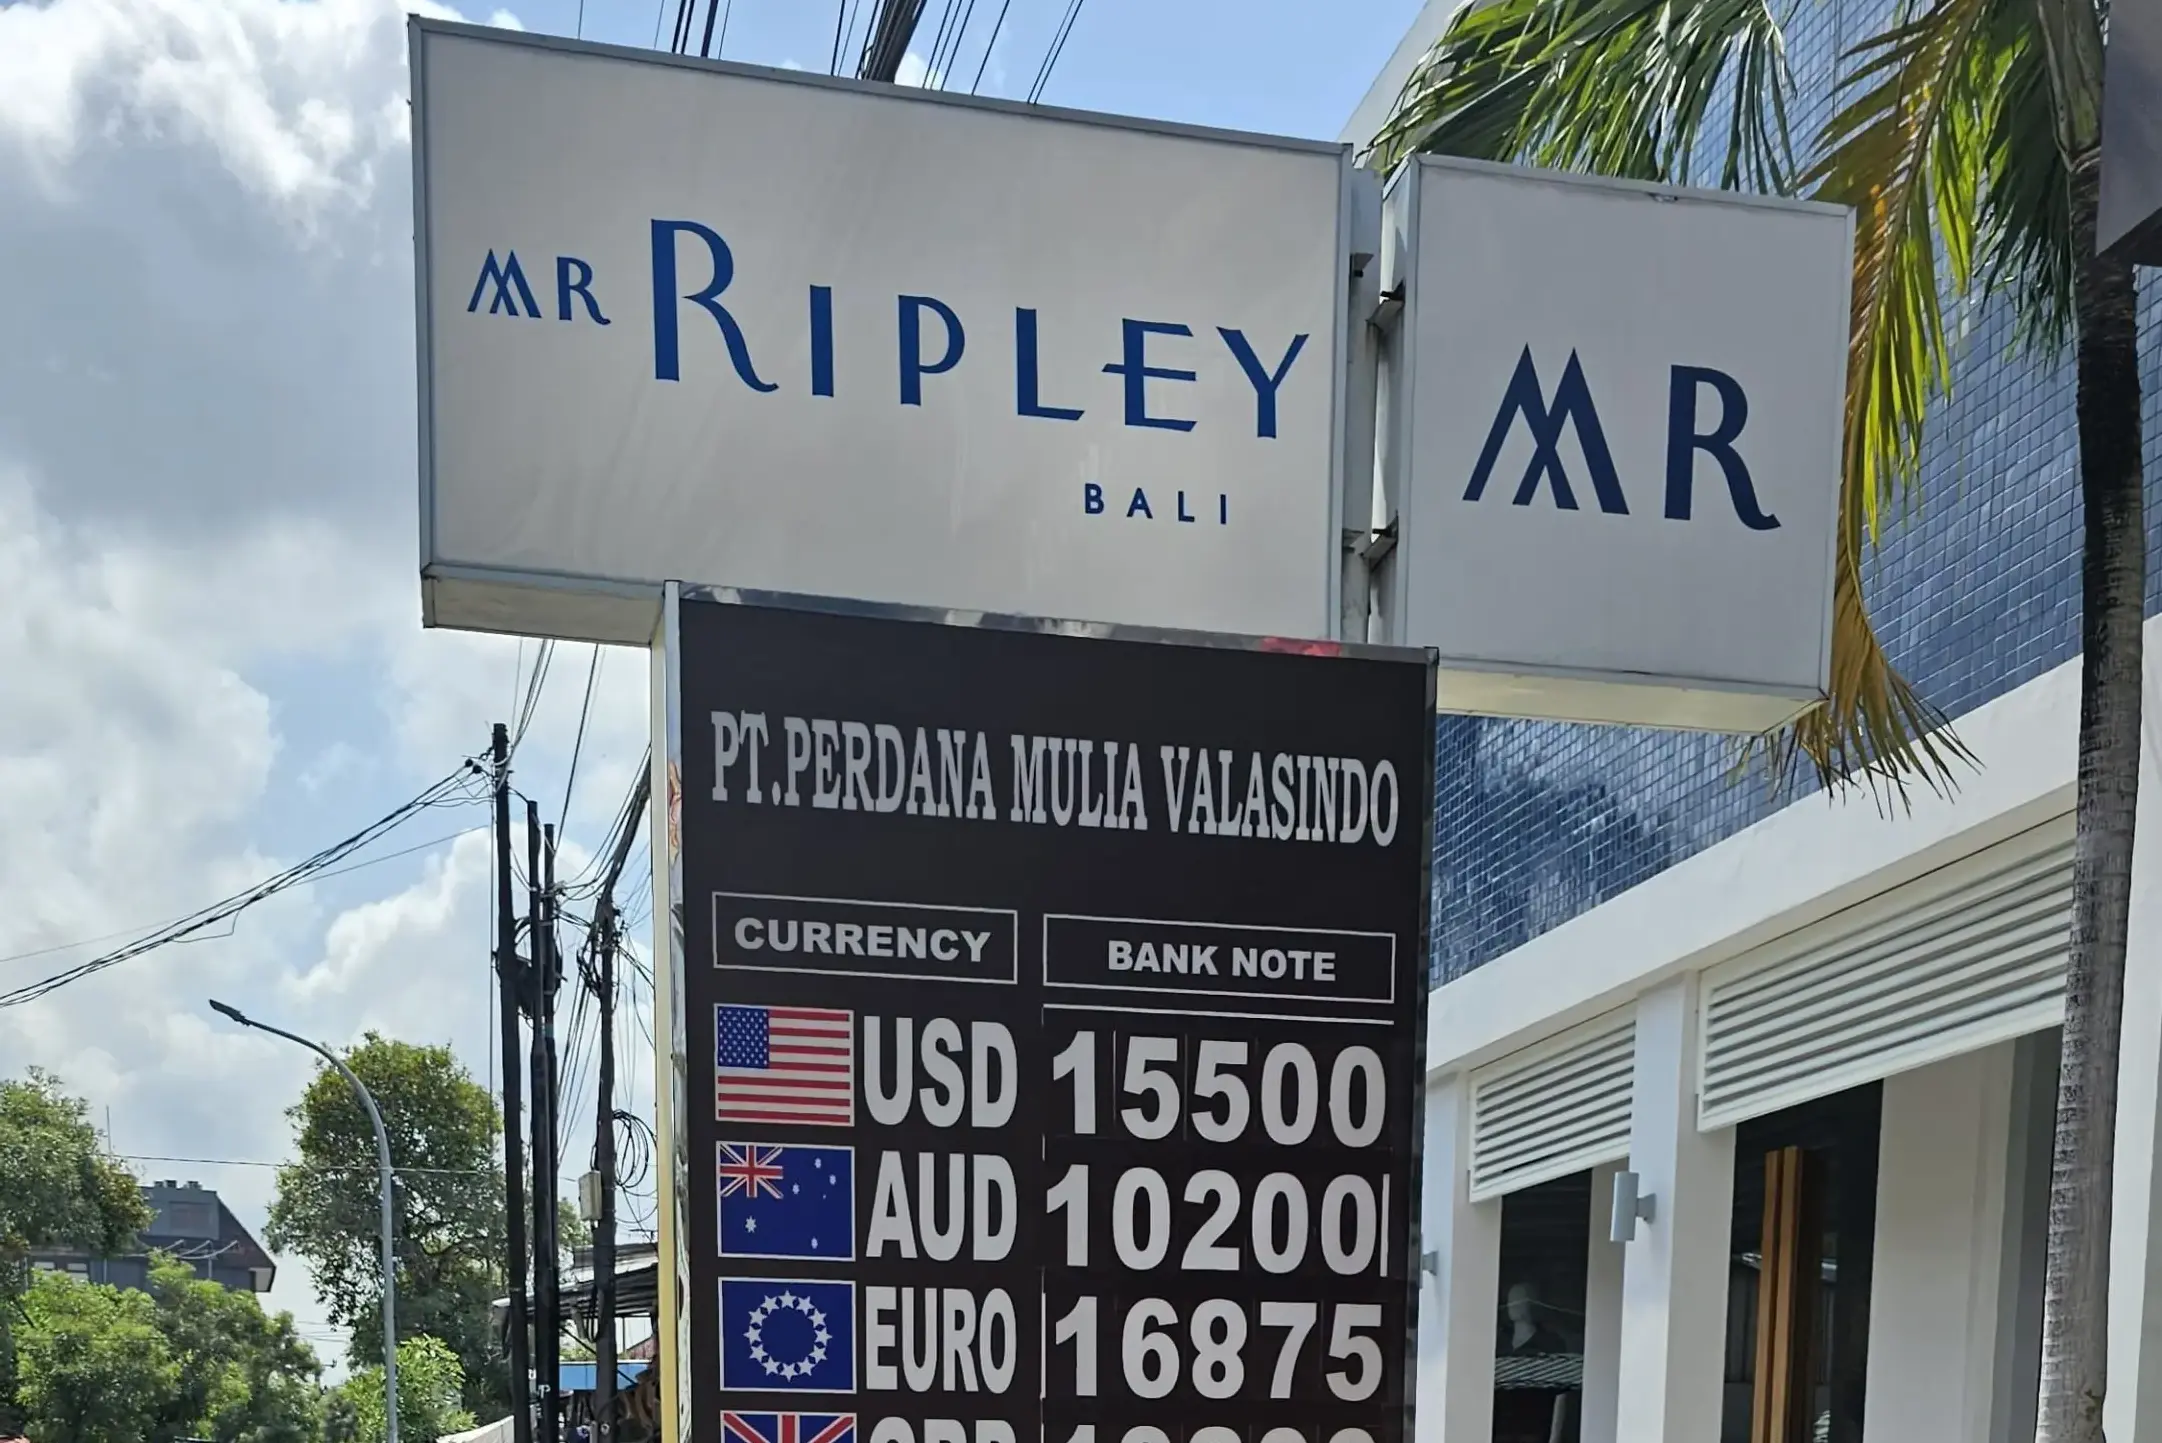 MR RIPLEY
BALI
MR
PT.PERDANA MULIA VALASINDO
CURRENCY BANK NOTE
USD 15500
AUD 10200
EURO 16875